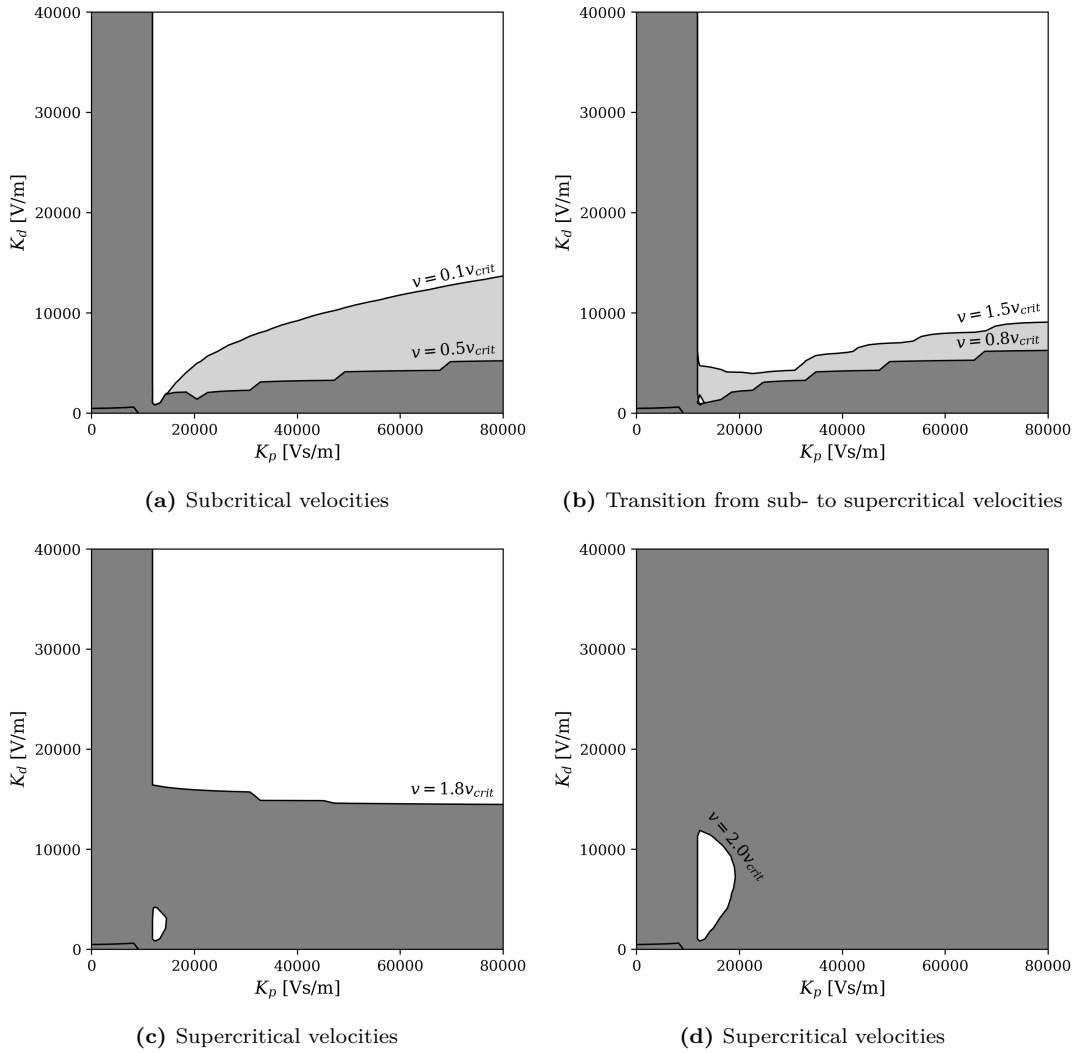 40000
30000
20000
10000
0
K_d [V/m]
v = 0.1v_crit
v = 0.5v_crit
0 20000 40000 60000 80000
K_p [Vs/m]
(a) Subcritical velocities
40000
30000
20000
10000
0
K_d [V/m]
v = 1.5v_crit
v = 0.8v_crit
0 20000 40000 60000 80000
K_p [Vs/m]
(b) Transition from sub- to supercritical velocities
40000
30000
20000
10000
0
K_d [V/m]
v = 1.8v_crit
0 20000 40000 60000 80000
K_p [Vs/m]
(c) Supercritical velocities
40000
30000
20000
10000
0
K_d [V/m]
v = 2.0v_crit
0 20000 40000 60000 80000
K_p [Vs/m]
(d) Supercritical velocities